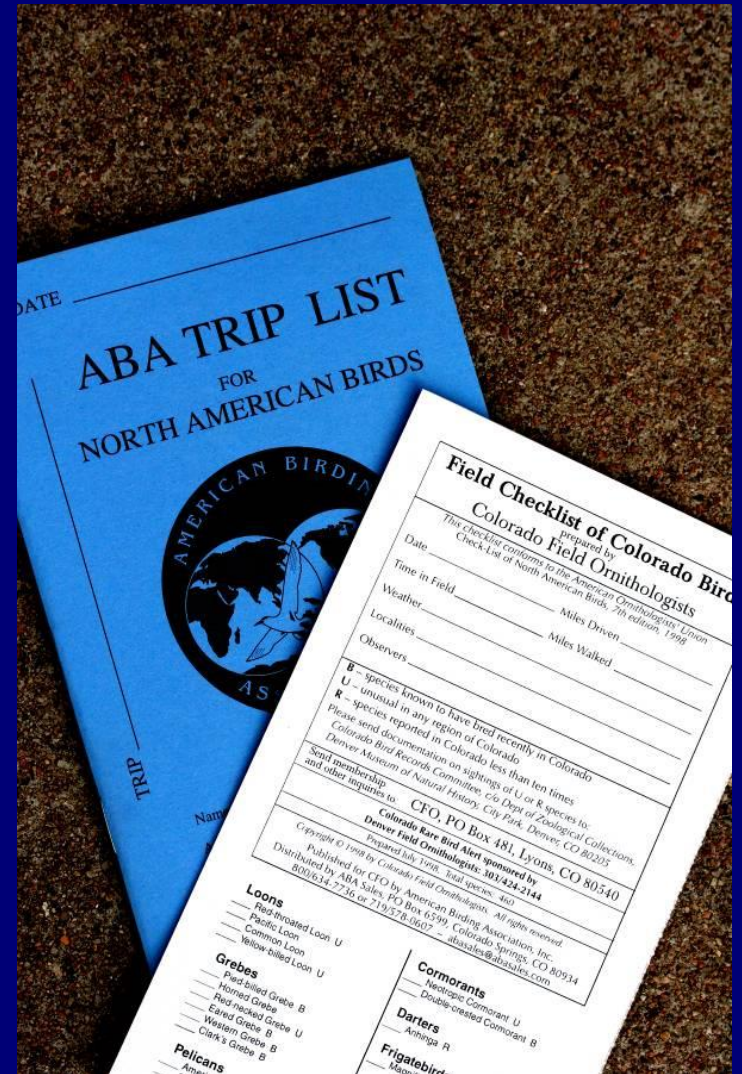 DATE
ABA TRIP LIST
FOR
NORTH AMERICAN BIRDS
AMERICAN BIRDING
TRIP
Field Checklist of Colorado
prepared by
Colorado Field Ornithologists
This checklist conforms to the American Ornithologists' Union
Check-List of North American Birds, 7th edition, 1998
Date
Time in Field Miles Driven
Weather Miles Walked
Localities
Observers
B – species known to have bred recently in Colorado
U – unusual in any region of Colorado
R – species reported in Colorado less than ten times
Please send documentation on sightings of U or R species to:
Colorado Bird Records Committee, c/o Dept of Zoological Collections,
Denver Museum of Natural History, City Park, Denver, CO 80205
Send membership
and other inquiries to: CFO, PO Box 481, Lyons, CO 80540
Colorado Rare Bird Alert sponsored by
Denver Field Ornithologists: 303/424-2144
Prepared July 1998. Total species: 460
Copyright © 1998 by Colorado Field Ornithologists. All rights reserved.
Published for CFO by American Birding Association, Inc.
Distributed by ABA Sales, PO Box 6599, Colorado Springs, CO 80934
800/634-7736 or 719/578-0607 – abasales@abasales.com
Loons
Red-throated Loon U
Pacific Loon
Common Loon
Yellow-billed Loon U
Grebes
Pied-billed Grebe B
Horned Grebe
Red-necked Grebe U
Eared Grebe B
Western Grebe B
Clark's Grebe B
Pelicans
Cormorants
Neotropic Cormorant U
Double-crested Cormorant B
Darters
Anhinga R